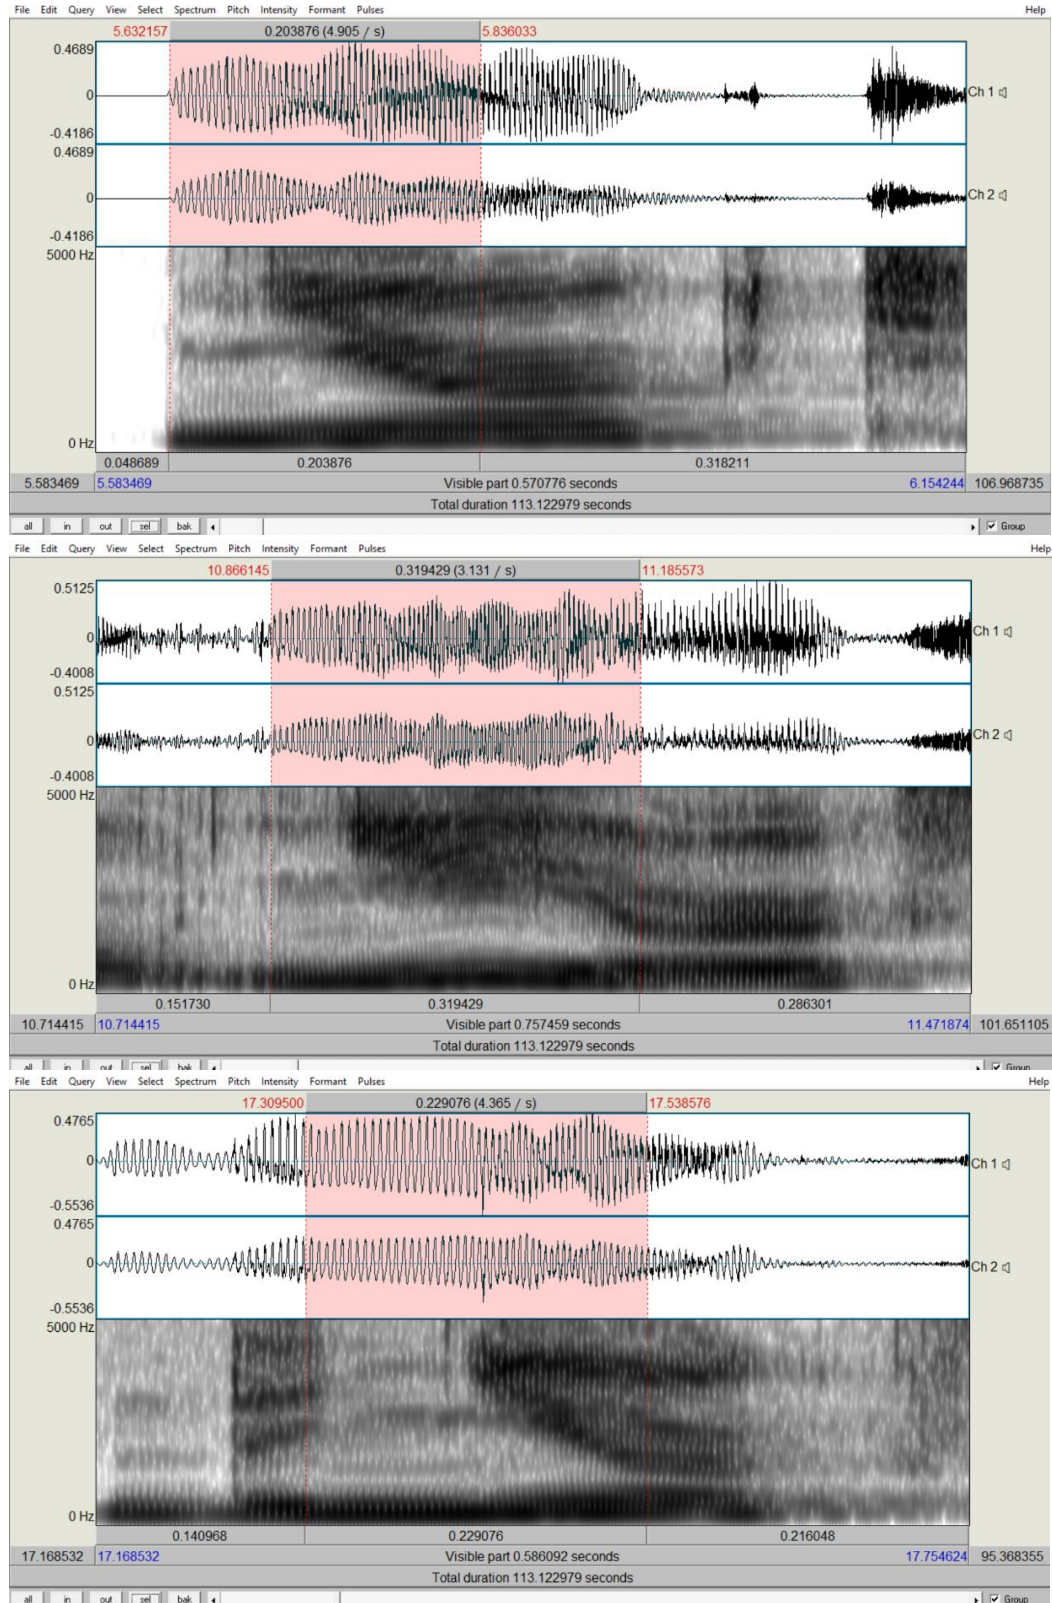 File Edit Query View Select Spectrum Pitch Intensity Formant Pulses Help
5.632157 0.203876 (4.905 / s) 5.836033
0.4689
0 Ch 1
-0.4186
0.4689
0 Ch 2
-0.4186
5000 Hz
0 Hz
0.048689 0.203876 0.318211
5.583469 5.583469 Visible part 0.570776 seconds 6.154244 106.968735
Total duration 113.122979 seconds
all in out sel bak Group
File Edit Query View Select Spectrum Pitch Intensity Formant Pulses Help
10.866145 0.319429 (3.131 / s) 11.185573
0.5125
0 Ch 1
-0.4008
0.5125
0 Ch 2
-0.4008
5000 Hz
0 Hz
0.151730 0.319429 0.286301
10.714415 10.714415 Visible part 0.757459 seconds 11.471874 101.651105
Total duration 113.122979 seconds
all in out sel bak Group
File Edit Query View Select Spectrum Pitch Intensity Formant Pulses Help
17.309500 0.229076 (4.365 / s) 17.538576
0.4765
0 Ch 1
-0.5536
0.4765
0 Ch 2
-0.5536
5000 Hz
0 Hz
0.140968 0.229076 0.216048
17.168532 17.168532 Visible part 0.586092 seconds 17.754624 95.368355
Total duration 113.122979 seconds
all in out sel bak Group